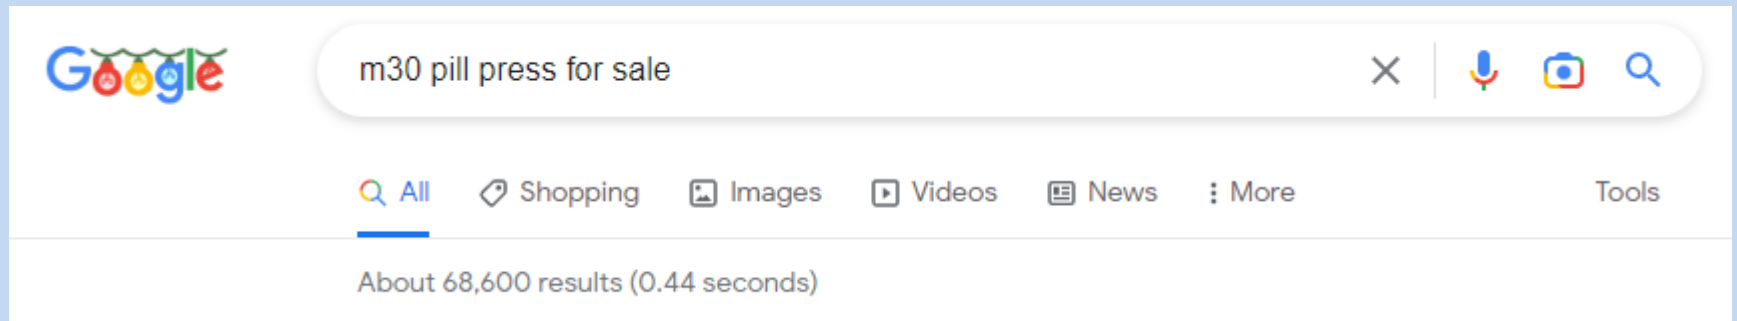 Google
m30 pill press for sale
All Shopping Images Videos News More Tools
About 68,600 results (0.44 seconds)